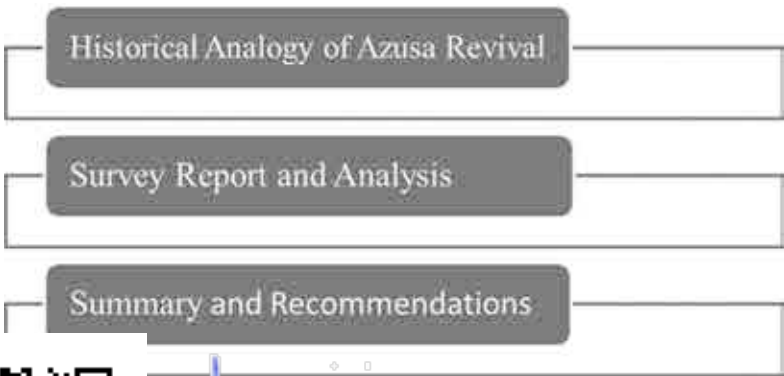 Historical Analogy of Azusa Revival
Survey Report and Analysis
Summary and Recommendations